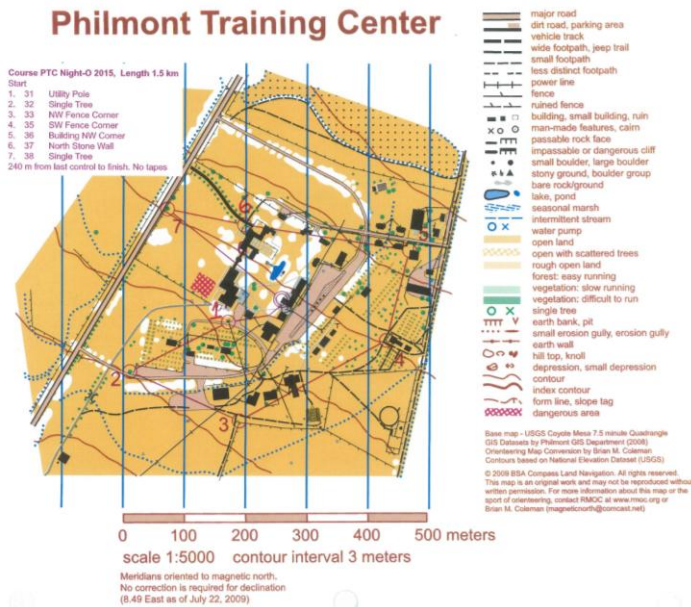 Philmont Training Center
Course PTC Night-O 2015, Length 1.5 km
Start
1. 31 Utility Pole
2. 32 Single Tree
3. 33 NW Fence Corner
4. 35 SW Fence Corner
5. 36 Building NW Corner
6. 37 North Stone Wall
7. 38 Single Tree
240 m from last control to finish. No tapes
7
6
5
1
2
4
3
major road
dirt road, parking area
vehicle track
wide footpath, jeep trail
small footpath
less distinct footpath
power line
fence
ruined fence
building, small building, ruin
man-made features, cairn
passable rock face
impassable or dangerous cliff
small boulder, large boulder
stony ground, boulder group
bare rock/ground
lake, pond
seasonal marsh
intermittent stream
water pump
open land
open with scattered trees
rough open land
forest: easy running
vegetation: slow running
vegetation: difficult to run
single tree
earth bank, pit
small erosion gully, erosion gully
earth wall
hill top, knoll
depression, small depression
contour
index contour
form line, slope tag
dangerous area
Base map - USGS Coyote Mesa 7.5 minute Quadrangle
GIS Datasets by Philmont GIS Department (2008)
Orienteering Map Conversion by Brian M. Coleman
Contours based on National Elevation Dataset (USGS)
© 2009 BSA Compass Land Navigation. All rights reserved.
This map is an original work and may not be reproduced without
written permission. For more information about this map or the
sport of orienteering, contact RMOC at www.rmoc.org or
Brian M. Coleman (magneticnorth@comcast.net)
0 100 200 300 400 500 meters
scale 1:5000 contour interval 3 meters
Meridians oriented to magnetic north.
No correction is required for declination
(8.49 East as of July 22, 2009)